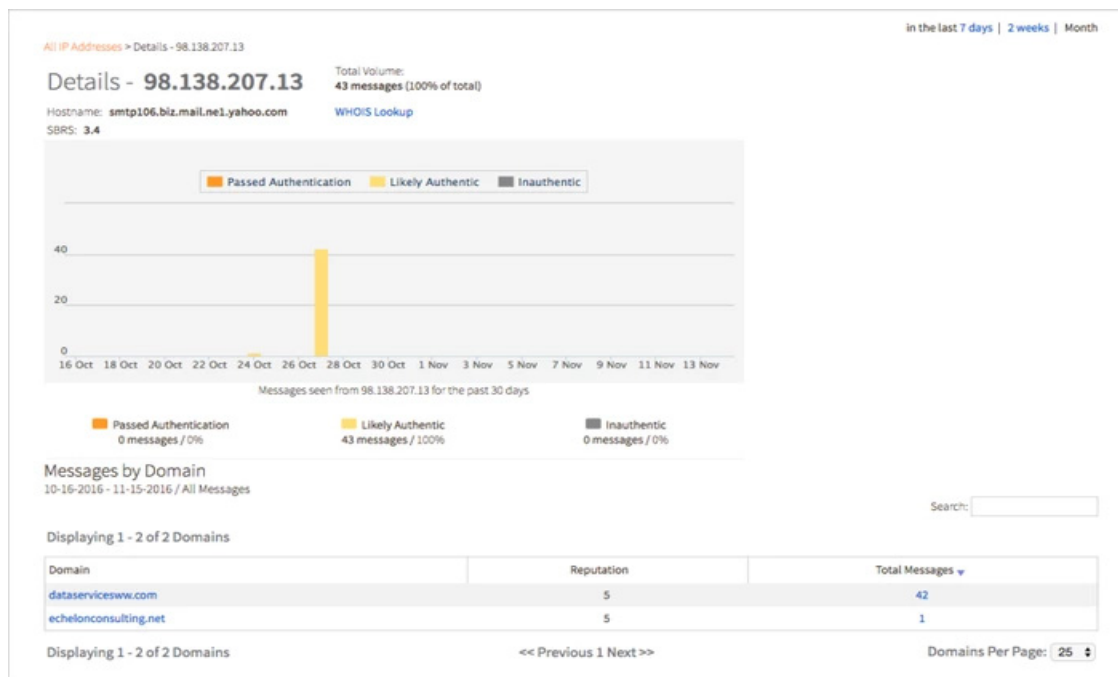 in the last 7 days | 2 weeks | Month
All IP Addresses > Details - 98.138.207.13
Details - 98.138.207.13
Total Volume:
43 messages (100% of total)
Hostname: smtp106.biz.mail.ne1.yahoo.com
WHOIS Lookup
SBRS: 3.4
Passed Authentication Likely Authentic Inauthentic
40
20
0
16 Oct 18 Oct 20 Oct 22 Oct 24 Oct 26 Oct 28 Oct 30 Oct 1 Nov 3 Nov 5 Nov 7 Nov 9 Nov 11 Nov 13 Nov
Messages seen from 98.138.207.13 for the past 30 days
Passed Authentication Likely Authentic Inauthentic
0 messages / 0% 43 messages / 100% 0 messages / 0%
Messages by Domain
10-16-2016 - 11-15-2016 / All Messages
Search:
Displaying 1 - 2 of 2 Domains
Domain Reputation Total Messages
dataservicesww.com 5 42
echelonconsulting.net 5 1
Displaying 1 - 2 of 2 Domains << Previous 1 Next >> Domains Per Page: 25